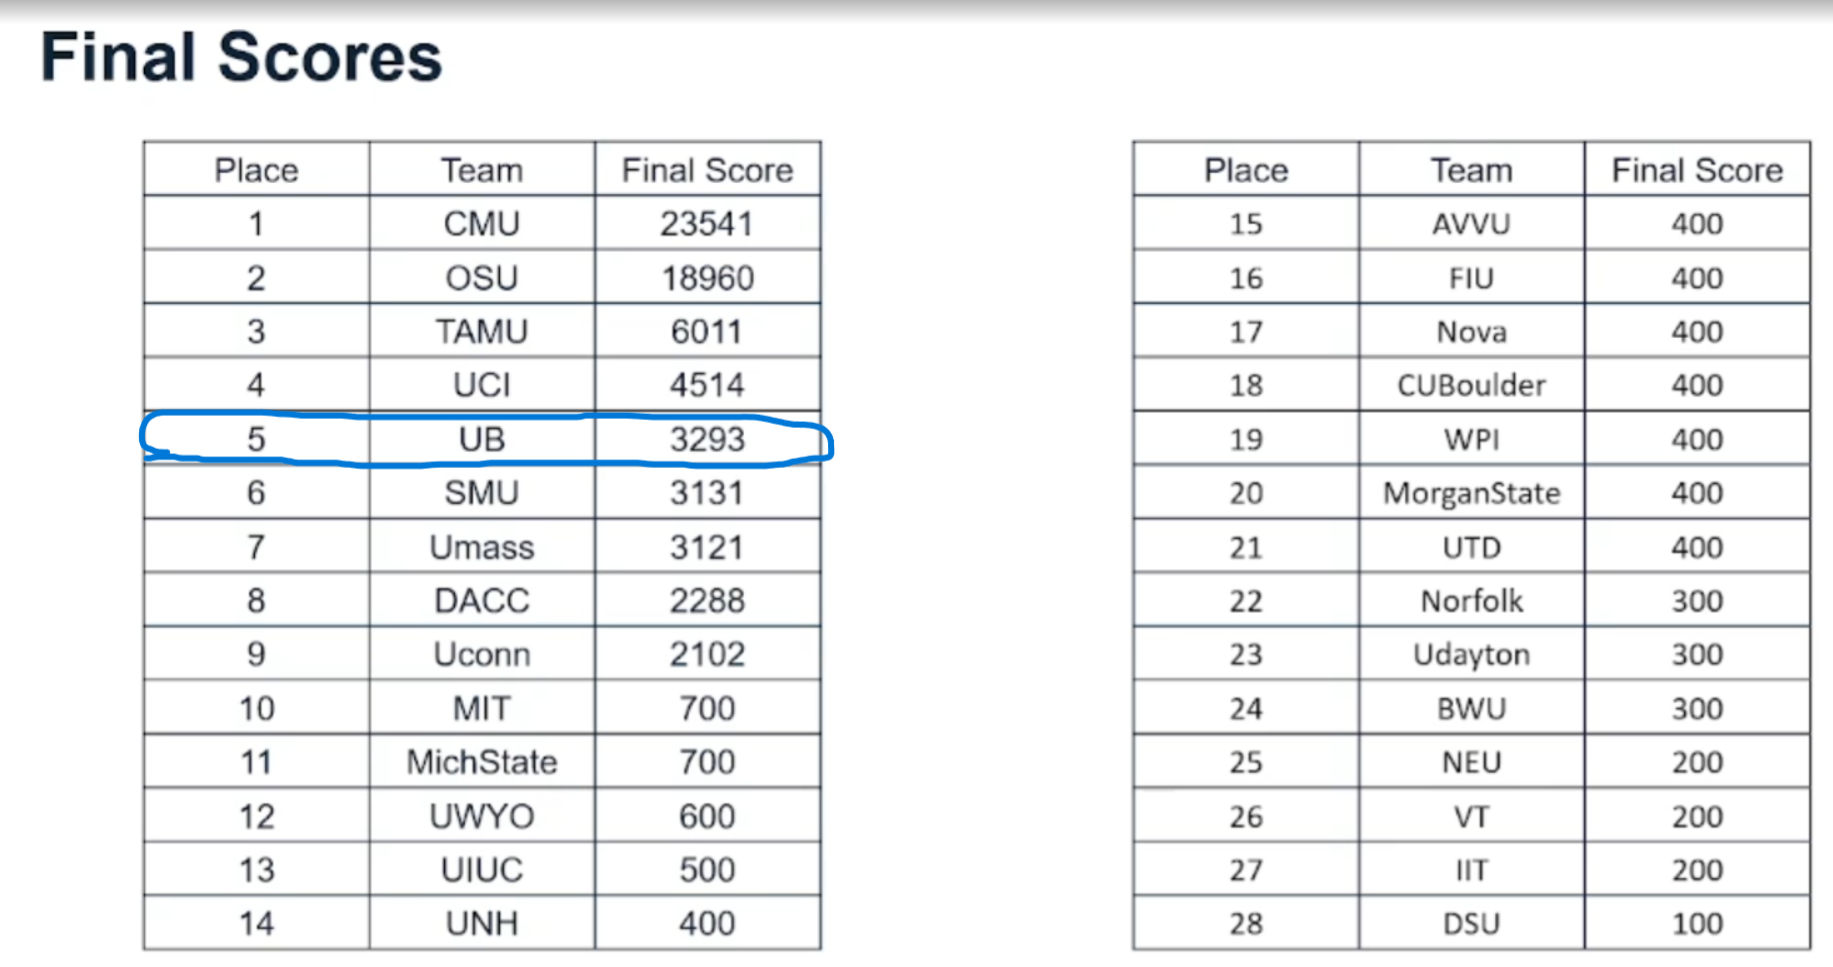 Final Scores
Place Team Final Score
1 CMU 23541
2 OSU 18960
3 TAMU 6011
4 UCI 4514
5 UB 3293
6 SMU 3131
7 Umass 3121
8 DACC 2288
9 Uconn 2102
10 MIT 700
11 MichState 700
12 UWYO 600
13 UIUC 500
14 UNH 400
Place Team Final Score
15 AVVU 400
16 FIU 400
17 Nova 400
18 CUBoulder 400
19 WPI 400
20 MorganState 400
21 UTD 400
22 Norfolk 300
23 Udayton 300
24 BWU 300
25 NEU 200
26 VT 200
27 IIT 200
28 DSU 100